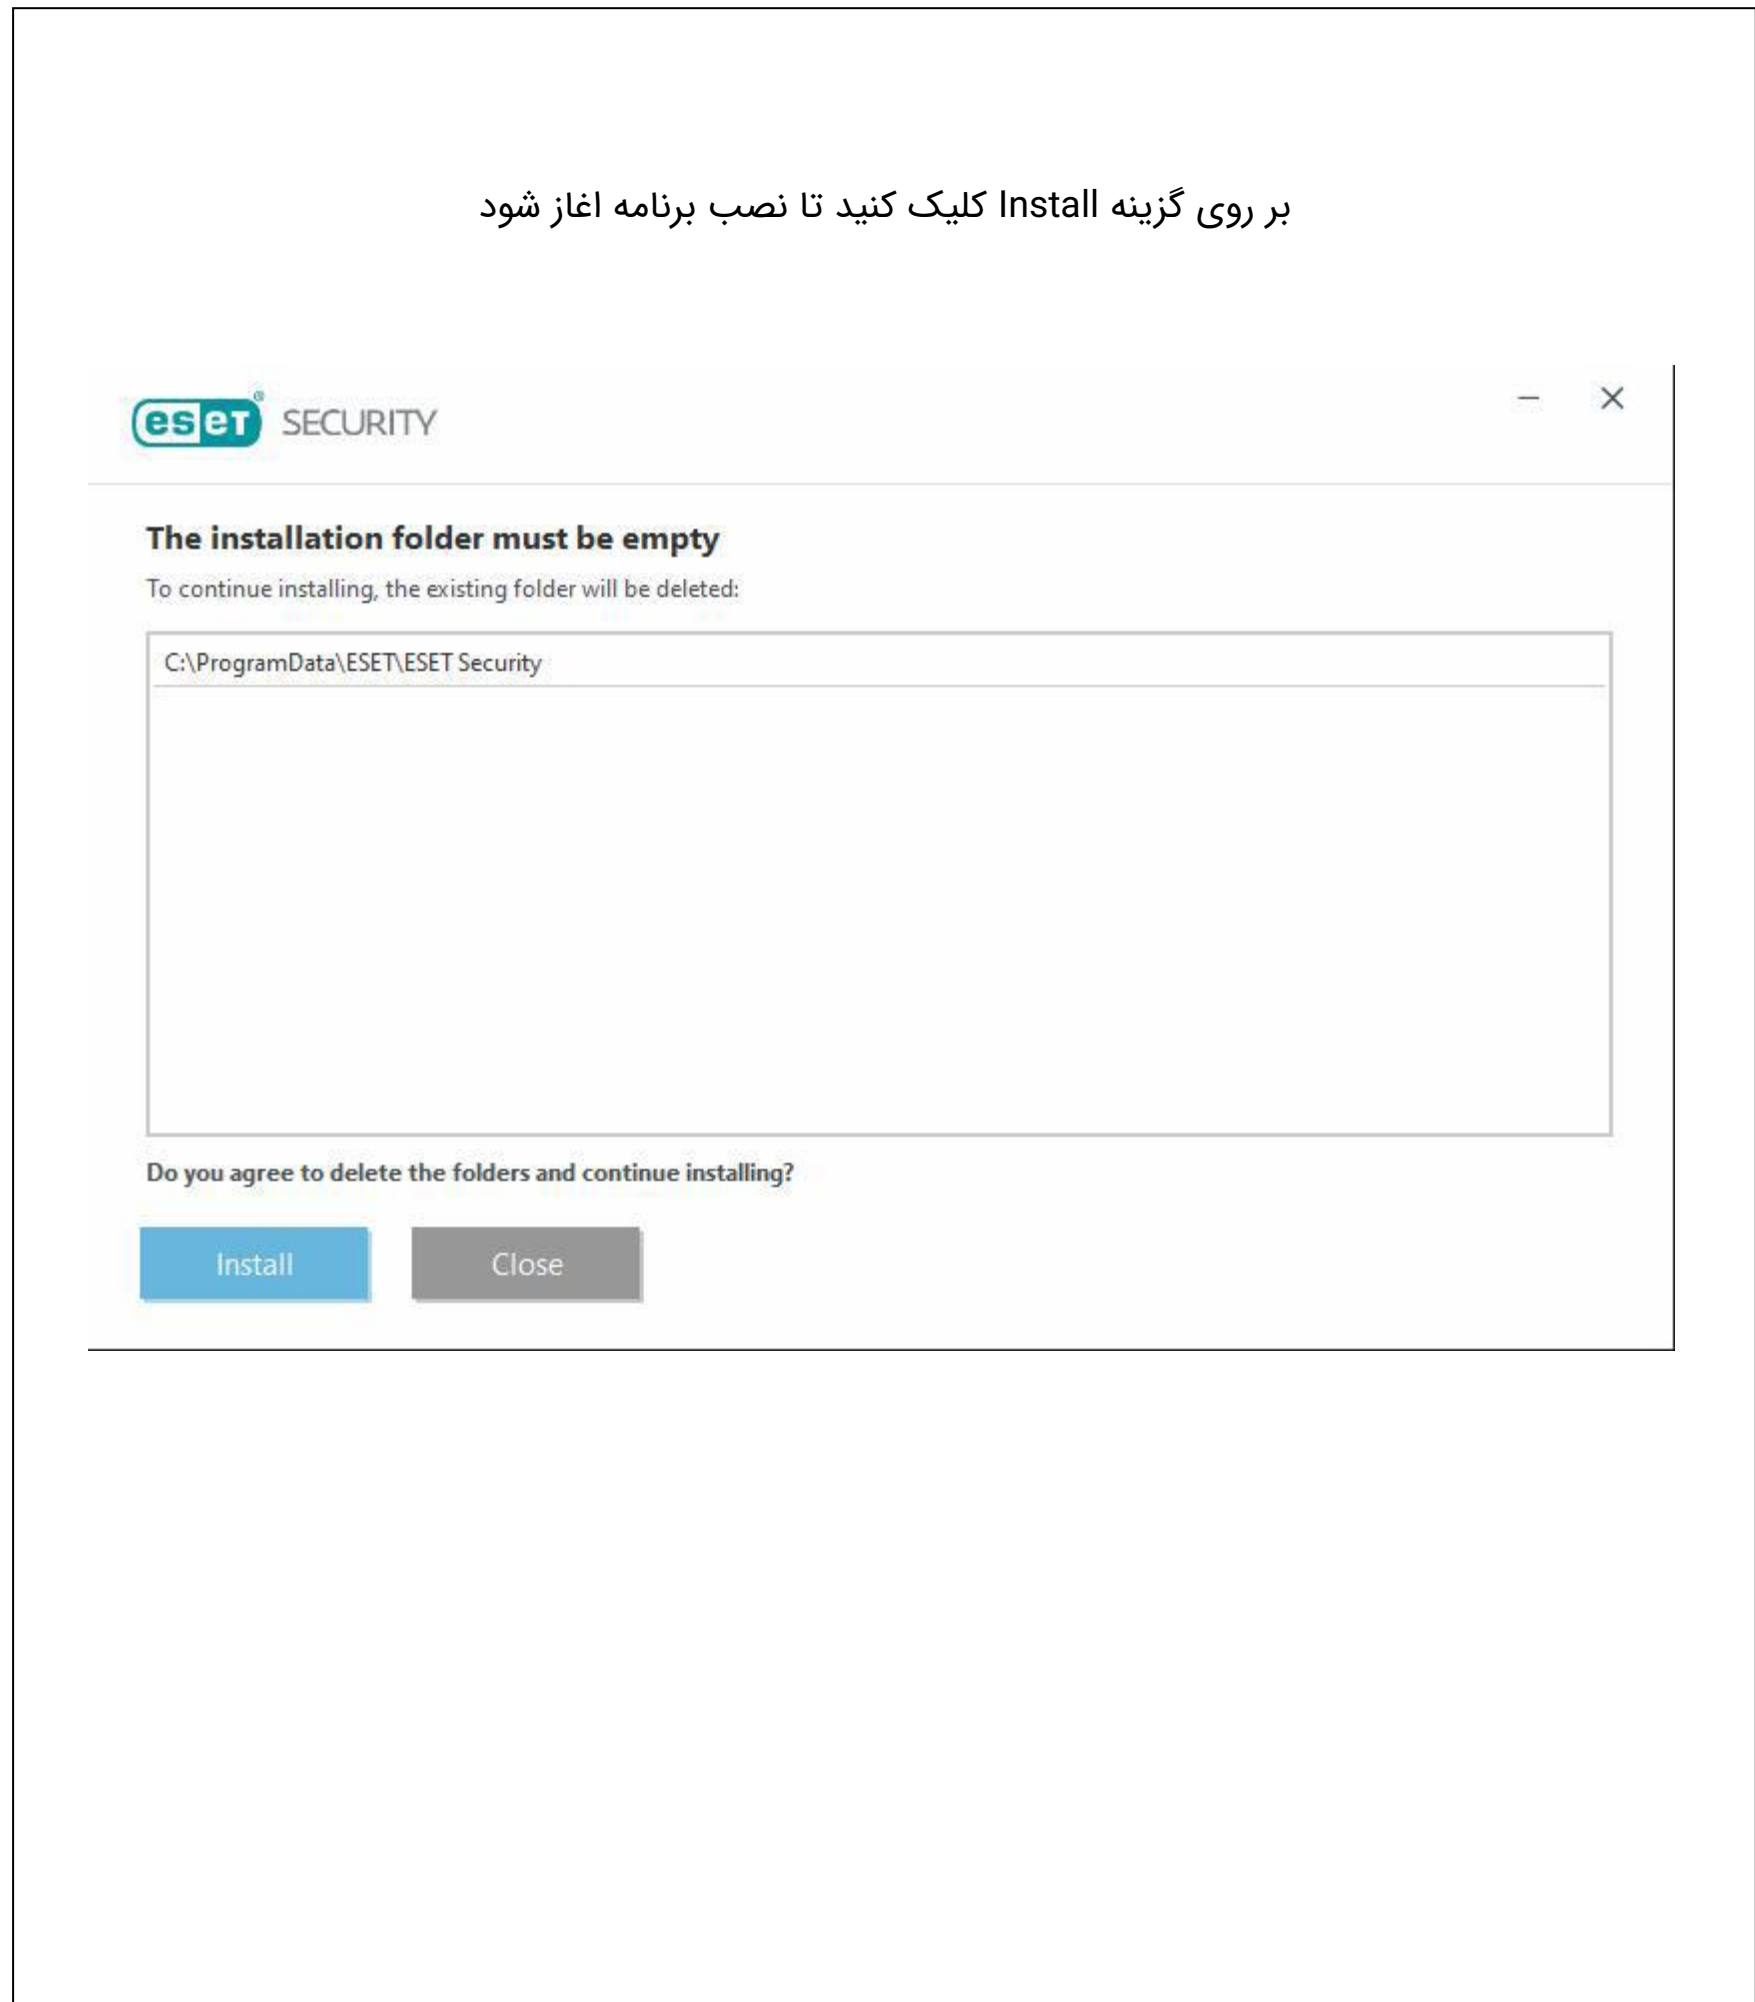 بر روی گزینه Install کلیک کنید تا نصب برنامه اغاز شود
eseT® SECURITY
The installation folder must be empty
To continue installing, the existing folder will be deleted:
C:\ProgramData\ESET\ESET Security
Do you agree to delete the folders and continue installing?
Install Close